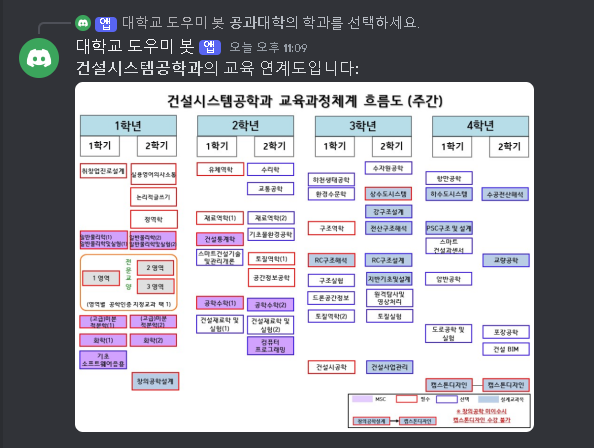 앱 대학교 도우미 봇 공과대학의 학과를 선택하세요.
대학교 도우미 봇 앱 오늘 오후 11:09
건설시스템공학과의 교육 연계도입니다:
건설시스템공학과 교육과정체계 흐름도 (주간)
1학년 2학년 3학년 4학년
1학기 2학기 1학기 2학기 1학기 2학기 1학기 2학기
취창업진로설계 실용영어의사소통 유체역학 수리학 하천생태공학 수자원공학 항만공학
논리적글쓰기 교통공학 환경수문학 상수도시스템 하수도시스템 수공전산해석
강구조설계
정역학 재료역학(1) 재료역학(2) 구조역학 전산구조해석 PSC구조 및 설계
일반물리학(1) 일반물리학(2) 건설통계학 기초물환경공학
일반물리학및실험(1) 일반물리학및실험(2)
스마트건설기술 및관리개론 토질역학(1) RC구조해석 RC구조설계 스마트 건설과센서 교량공학
전문교양
1 영역 2 영역
3 영역
공간정보공학 구조실험 지반기초및설계 암반공학
(영역별 공학인증 지정교과 택 1)
공학수학(1) 공학수학(2) 드론공간정보 원격탐사및 영상처리
(고급)미분적분학(1) (고급)미분적분학(2) 건설재료학 및 실험(1) 건설재료학 및 실험(2) 토질역학(2) 토질실험 도로공학 및 실험 포장공학
화학(1) 화학(2) 컴퓨터 프로그래밍 건설 BIM
기초 소프트웨어응용
창의공학설계 건설시공학 건설사업관리 캡스톤디자인 캡스톤디자인
MSC 필수 선택 설계교과목
창의공학설계 캡스톤디자인
※ 창의공학 미이수시
캡스톤디자인 수강 불가